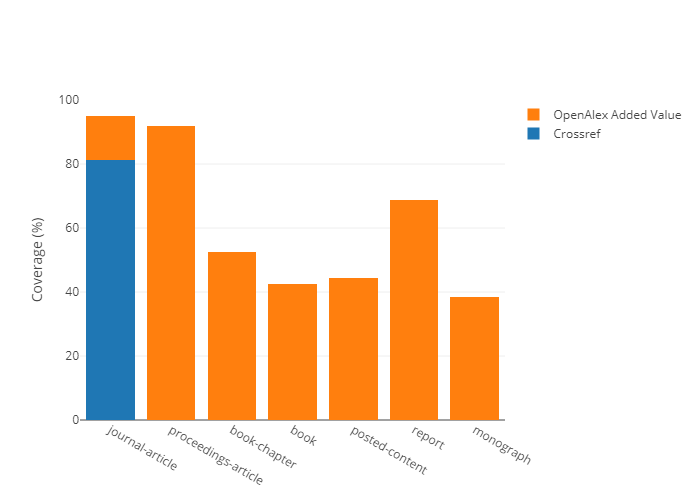 100
80
60
40
20
0
Coverage (%)
journal-article
proceedings-article
book-chapter
book
posted-content
report
monograph
OpenAlex Added Value
Crossref